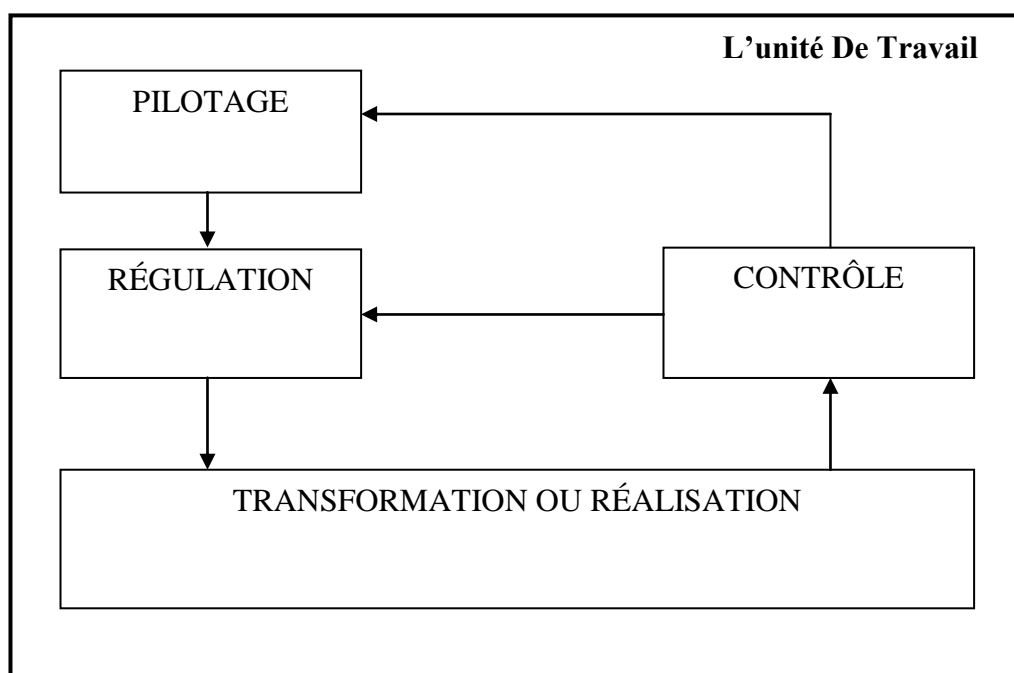 L’unité De Travail
PILOTAGE
RÉGULATION
CONTRÔLE
TRANSFORMATION OU RÉALISATION